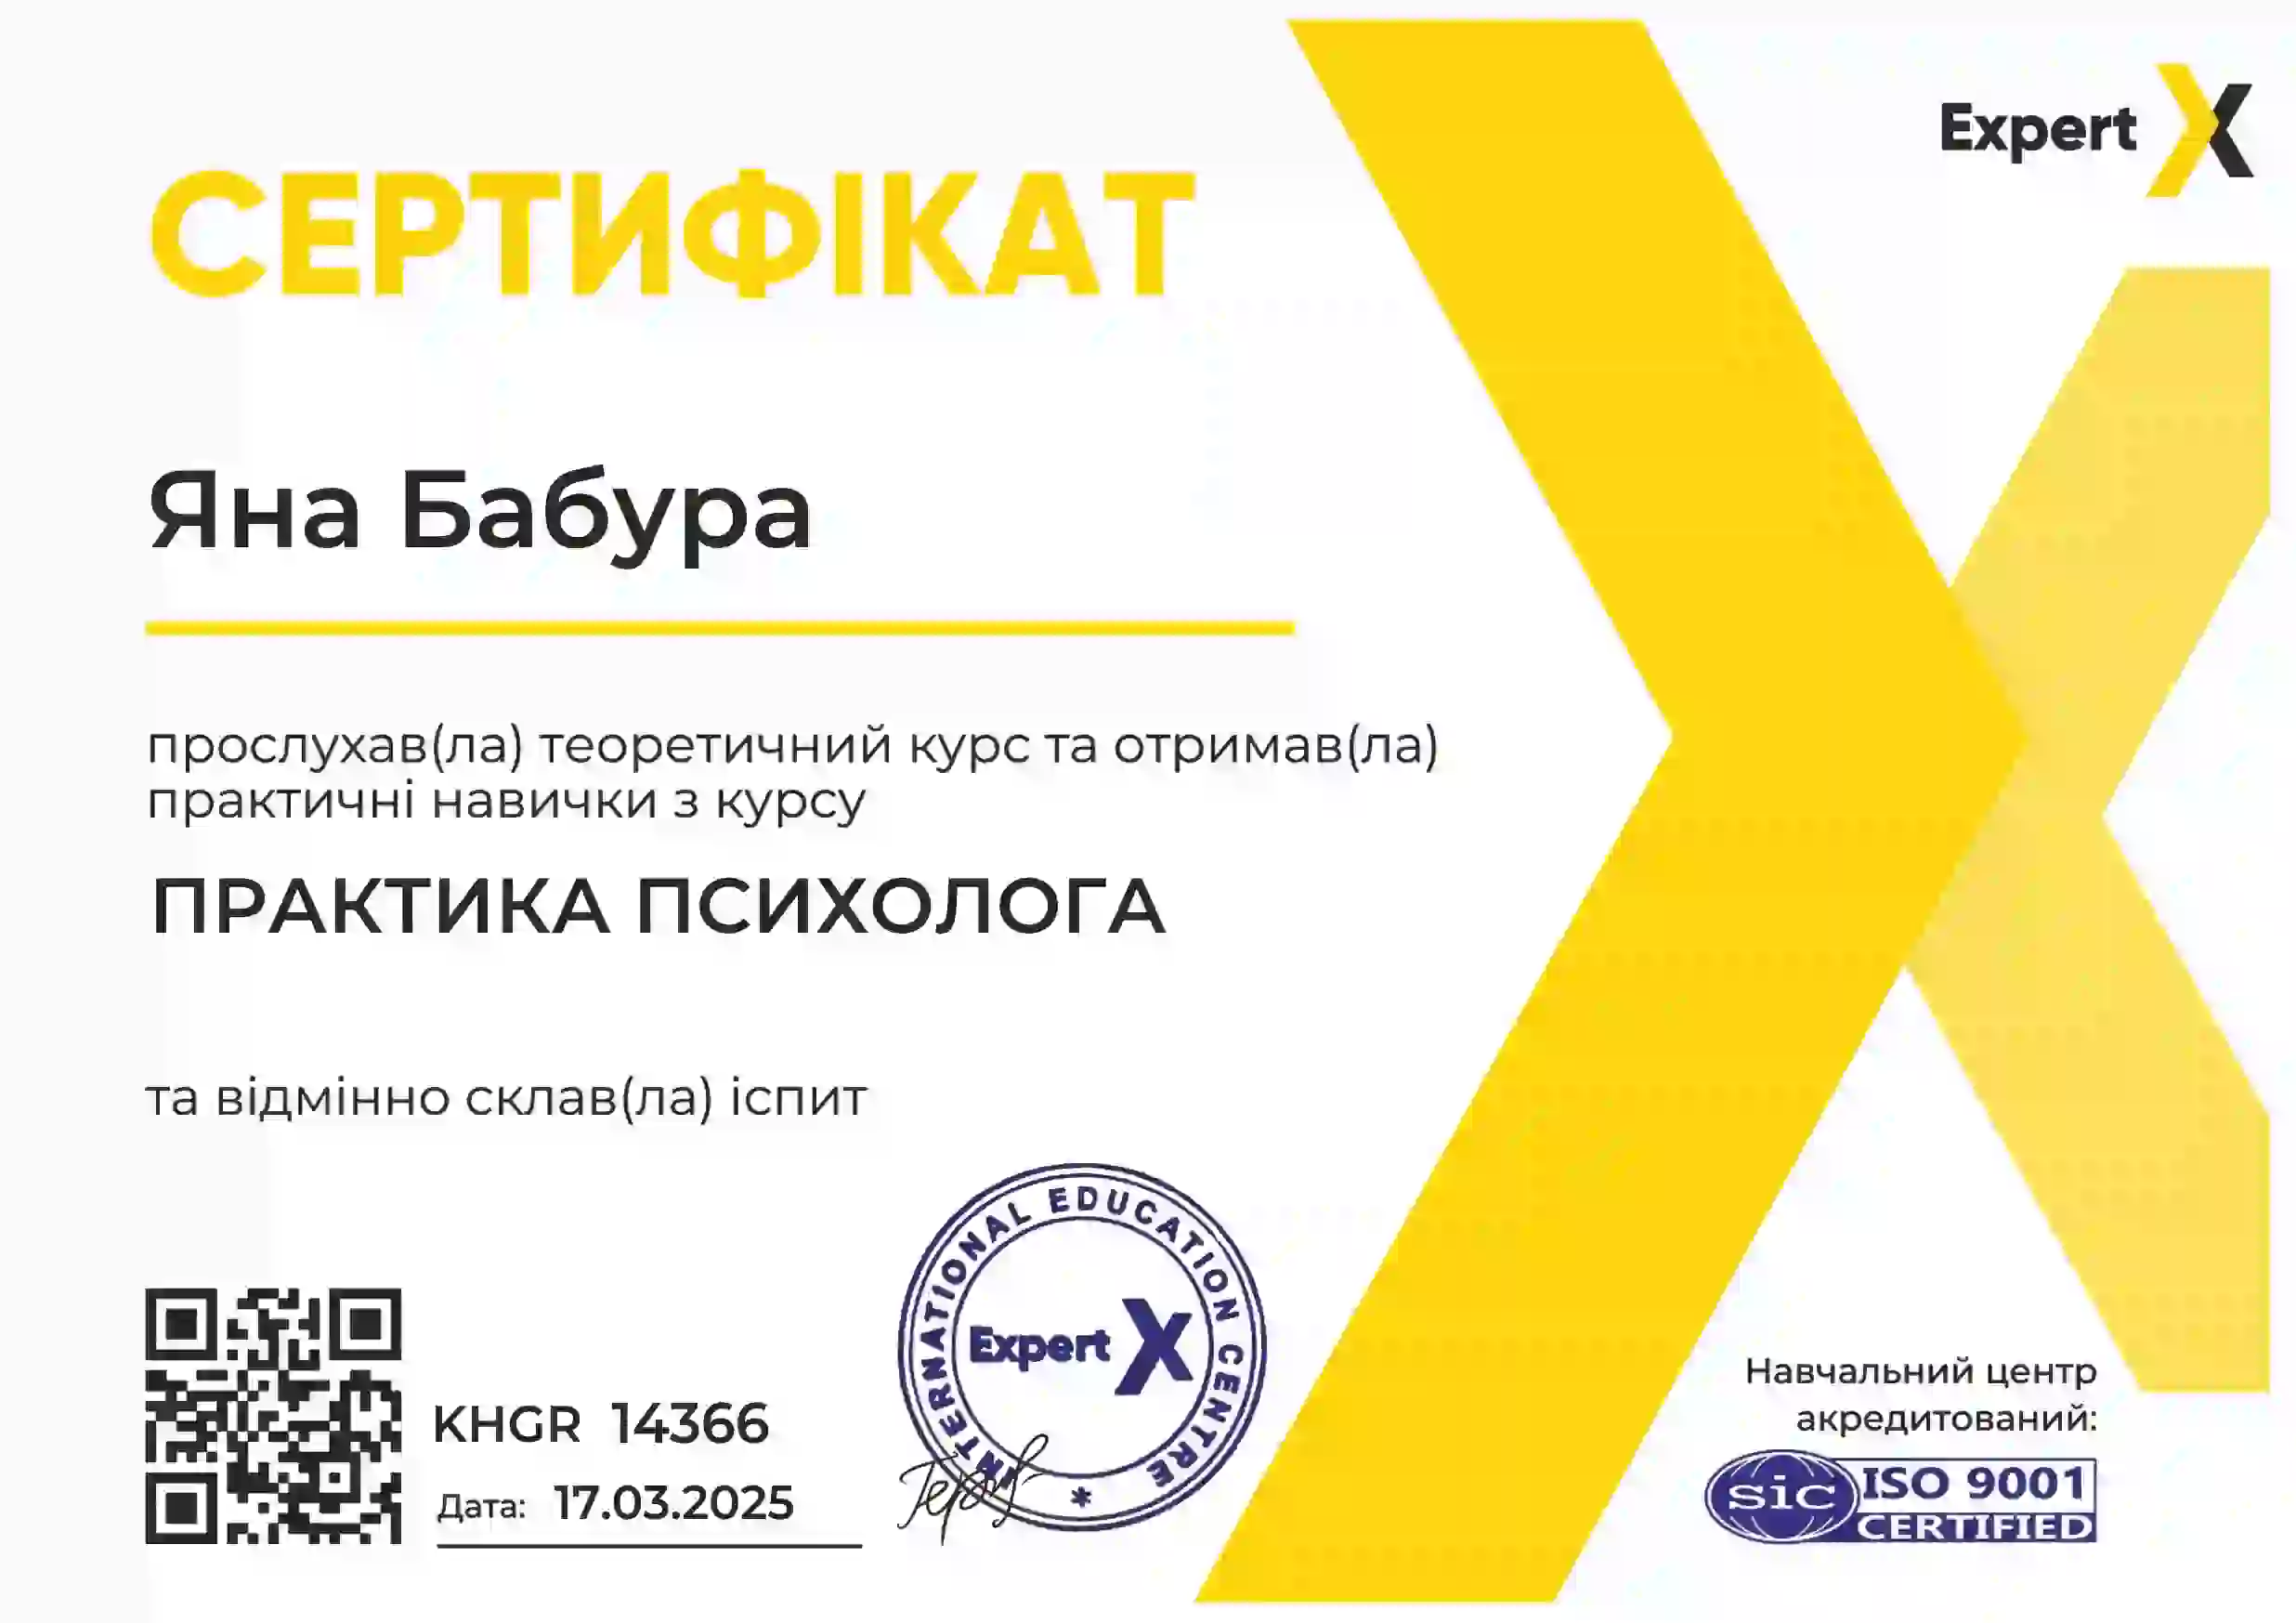 Expert X
СЕРТИФІКАТ
Яна Бабура
прослухав(ла) теоретичний курс та отримав(ла)
практичні навички з курсу
ПРАКТИКА ПСИХОЛОГА
та відмінно склав(ла) іспит
INTERNATIONAL EDUCATION CENTRE *
Expert X
KHGR 14366
Дата: 17.03.2025
Навчальний центр
акредитований:
sic ISO 9001
CERTIFIED